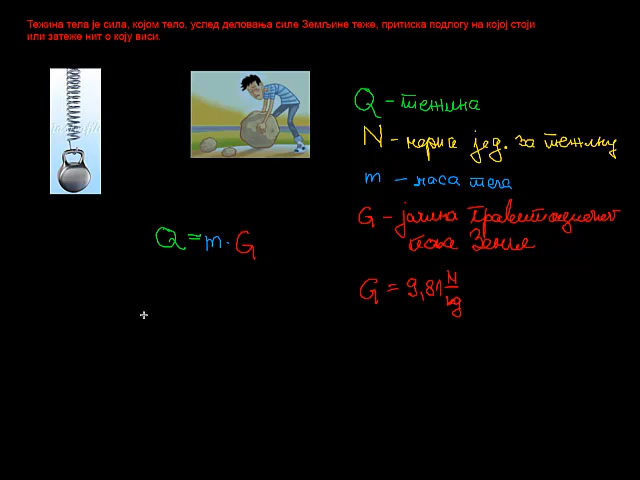 Тежина тела је сила, којом тело, услед деловања силе Земљине теже, притиска подлогу на којој стоји
или затеже нит о коју виси.
Q – тежина
N – јед. за тежину
m – маса тела
Q = m · G
G – јачина гравитационог
поља Земље
G = 9,81 N/kg